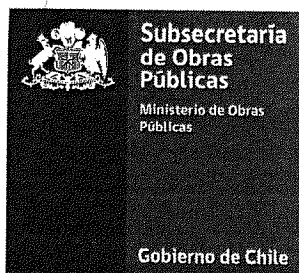 Subsecretaría
de Obras
Públicas
Ministerio de Obras
Públicas
Gobierno de Chile